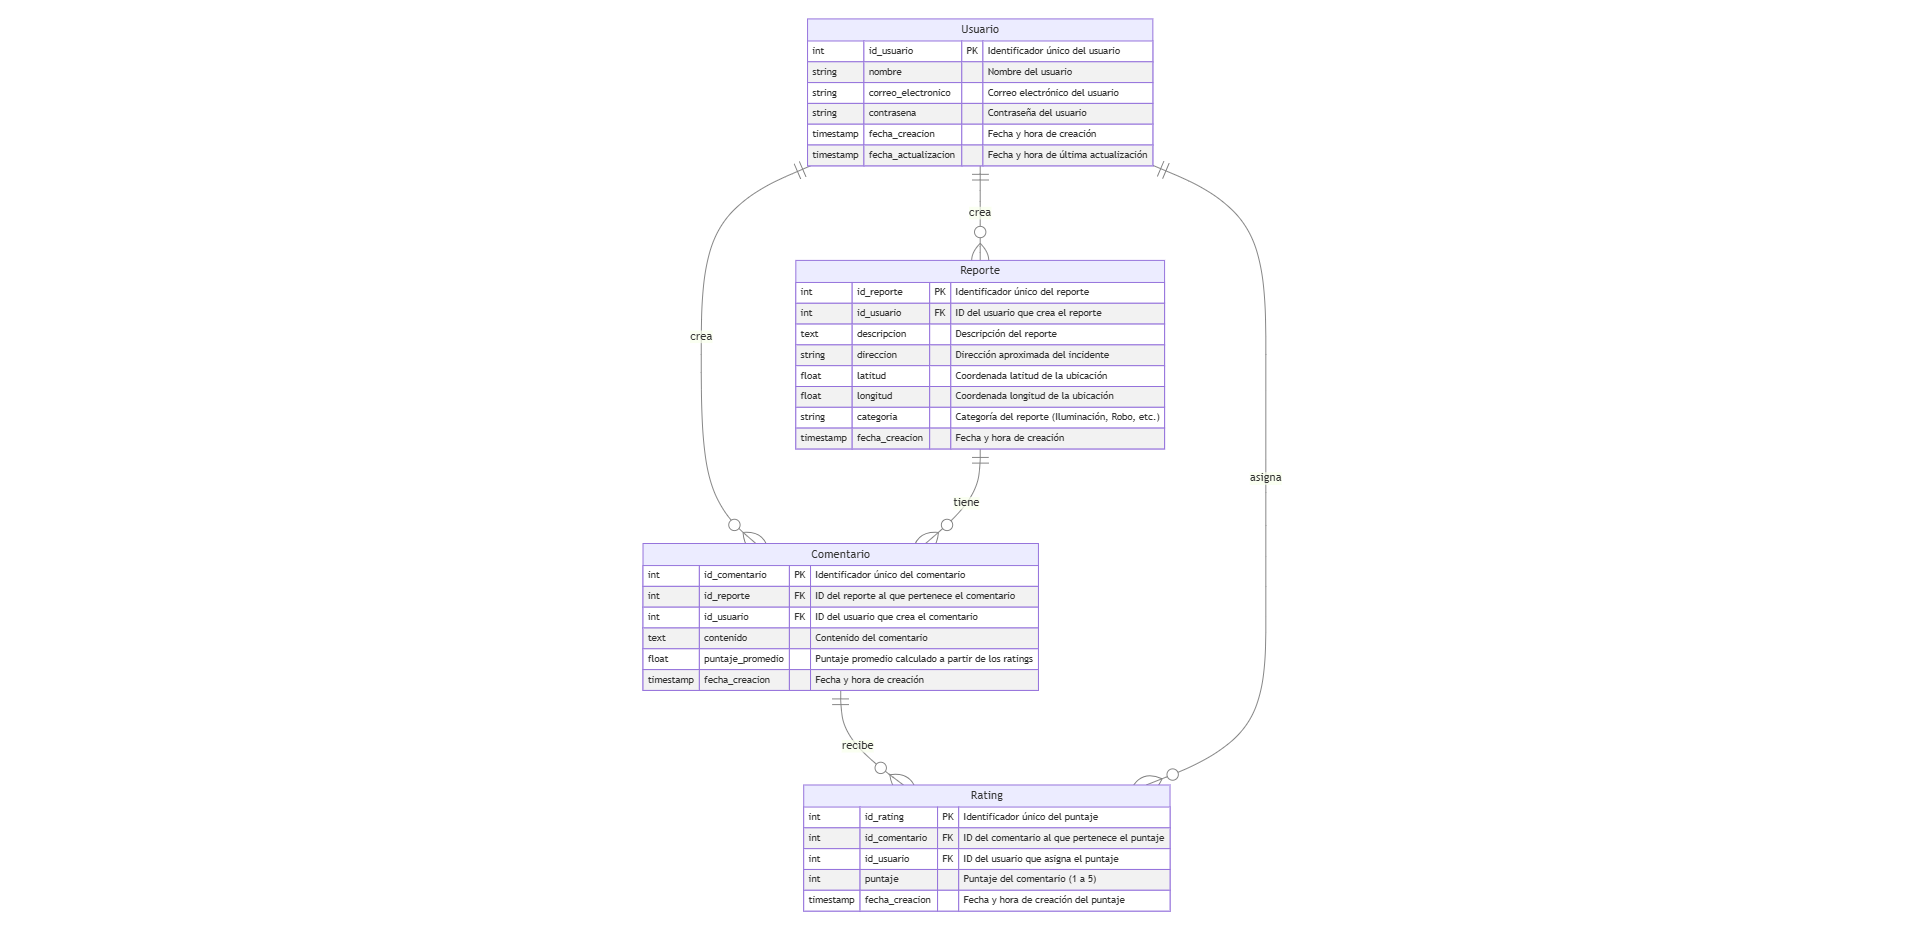 Usuario
int id_usuario PK Identificador único del usuario
string nombre Nombre del usuario
string correo_electronico Correo electrónico del usuario
string contrasena Contraseña del usuario
timestamp fecha_creacion Fecha y hora de creación
timestamp fecha_actualizacion Fecha y hora de última actualización
crea
Reporte
int id_reporte PK Identificador único del reporte
int id_usuario FK ID del usuario que crea el reporte
text descripcion Descripción del reporte
string direccion Dirección aproximada del incidente
float latitud Coordenada latitud de la ubicación
float longitud Coordenada longitud de la ubicación
string categoria Categoría del reporte (Iluminación, Robo, etc.)
timestamp fecha_creacion Fecha y hora de creación
crea
asigna
tiene
Comentario
int id_comentario PK Identificador único del comentario
int id_reporte FK ID del reporte al que pertenece el comentario
int id_usuario FK ID del usuario que crea el comentario
text contenido Contenido del comentario
float puntaje_promedio Puntaje promedio calculado a partir de los ratings
timestamp fecha_creacion Fecha y hora de creación
recibe
Rating
int id_rating PK Identificador único del puntaje
int id_comentario FK ID del comentario al que pertenece el puntaje
int id_usuario FK ID del usuario que asigna el puntaje
int puntaje Puntaje del comentario (1 a 5)
timestamp fecha_creacion Fecha y hora de creación del puntaje